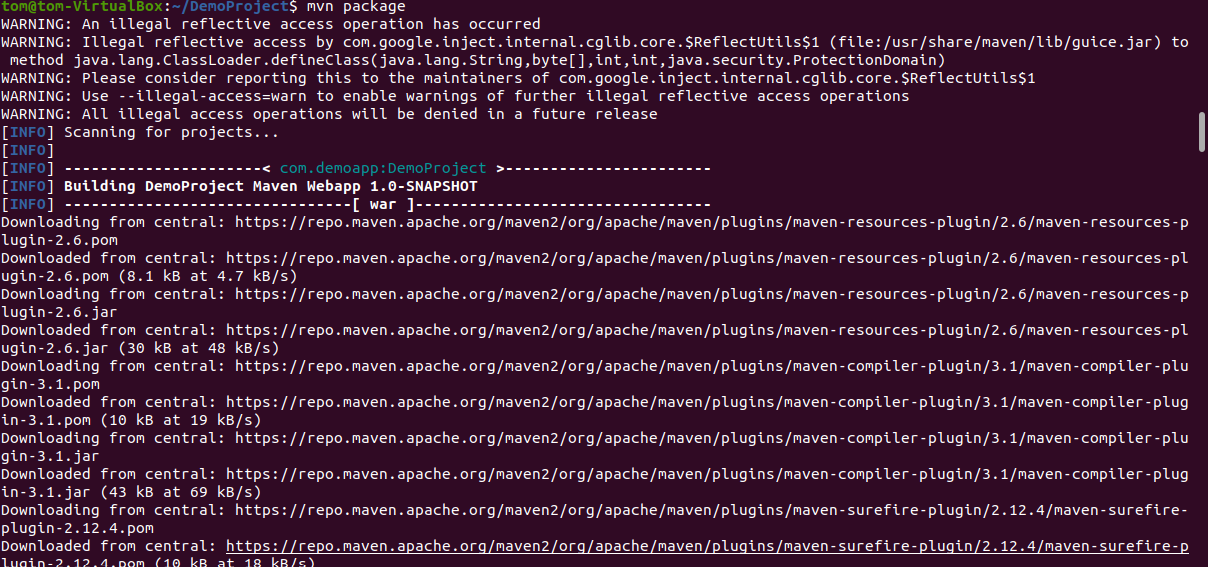 tom@tom-VirtualBox:~/DemoProject$ mvn package
WARNING: An illegal reflective access operation has occurred
WARNING: Illegal reflective access by com.google.inject.internal.cglib.core.$ReflectUtils$1 (file:/usr/share/maven/lib/guice.jar) to
 method java.lang.ClassLoader.defineClass(java.lang.String,byte[],int,int,java.security.ProtectionDomain)
WARNING: Please consider reporting this to the maintainers of com.google.inject.internal.cglib.core.$ReflectUtils$1
WARNING: Use --illegal-access=warn to enable warnings of further illegal reflective access operations
WARNING: All illegal access operations will be denied in a future release
[INFO] Scanning for projects...
[INFO]
[INFO] ----------------------< com.demoapp:DemoProject >-----------------------
[INFO] Building DemoProject Maven Webapp 1.0-SNAPSHOT
[INFO] --------------------------------[ war ]---------------------------------
Downloading from central: https://repo.maven.apache.org/maven2/org/apache/maven/plugins/maven-resources-plugin/2.6/maven-resources-p
lugin-2.6.pom
Downloaded from central: https://repo.maven.apache.org/maven2/org/apache/maven/plugins/maven-resources-plugin/2.6/maven-resources-pl
ugin-2.6.pom (8.1 kB at 4.7 kB/s)
Downloading from central: https://repo.maven.apache.org/maven2/org/apache/maven/plugins/maven-resources-plugin/2.6/maven-resources-p
lugin-2.6.jar
Downloaded from central: https://repo.maven.apache.org/maven2/org/apache/maven/plugins/maven-resources-plugin/2.6/maven-resources-pl
ugin-2.6.jar (30 kB at 48 kB/s)
Downloading from central: https://repo.maven.apache.org/maven2/org/apache/maven/plugins/maven-compiler-plugin/3.1/maven-compiler-plu
gin-3.1.pom
Downloaded from central: https://repo.maven.apache.org/maven2/org/apache/maven/plugins/maven-compiler-plugin/3.1/maven-compiler-plug
in-3.1.pom (10 kB at 19 kB/s)
Downloading from central: https://repo.maven.apache.org/maven2/org/apache/maven/plugins/maven-compiler-plugin/3.1/maven-compiler-plu
gin-3.1.jar
Downloaded from central: https://repo.maven.apache.org/maven2/org/apache/maven/plugins/maven-compiler-plugin/3.1/maven-compiler-plug
in-3.1.jar (43 kB at 69 kB/s)
Downloading from central: https://repo.maven.apache.org/maven2/org/apache/maven/plugins/maven-surefire-plugin/2.12.4/maven-surefire-
plugin-2.12.4.pom
Downloaded from central: https://repo.maven.apache.org/maven2/org/apache/maven/plugins/maven-surefire-plugin/2.12.4/maven-surefire-p
lugin-2.12.4.pom (10 kB at 18 kB/s)